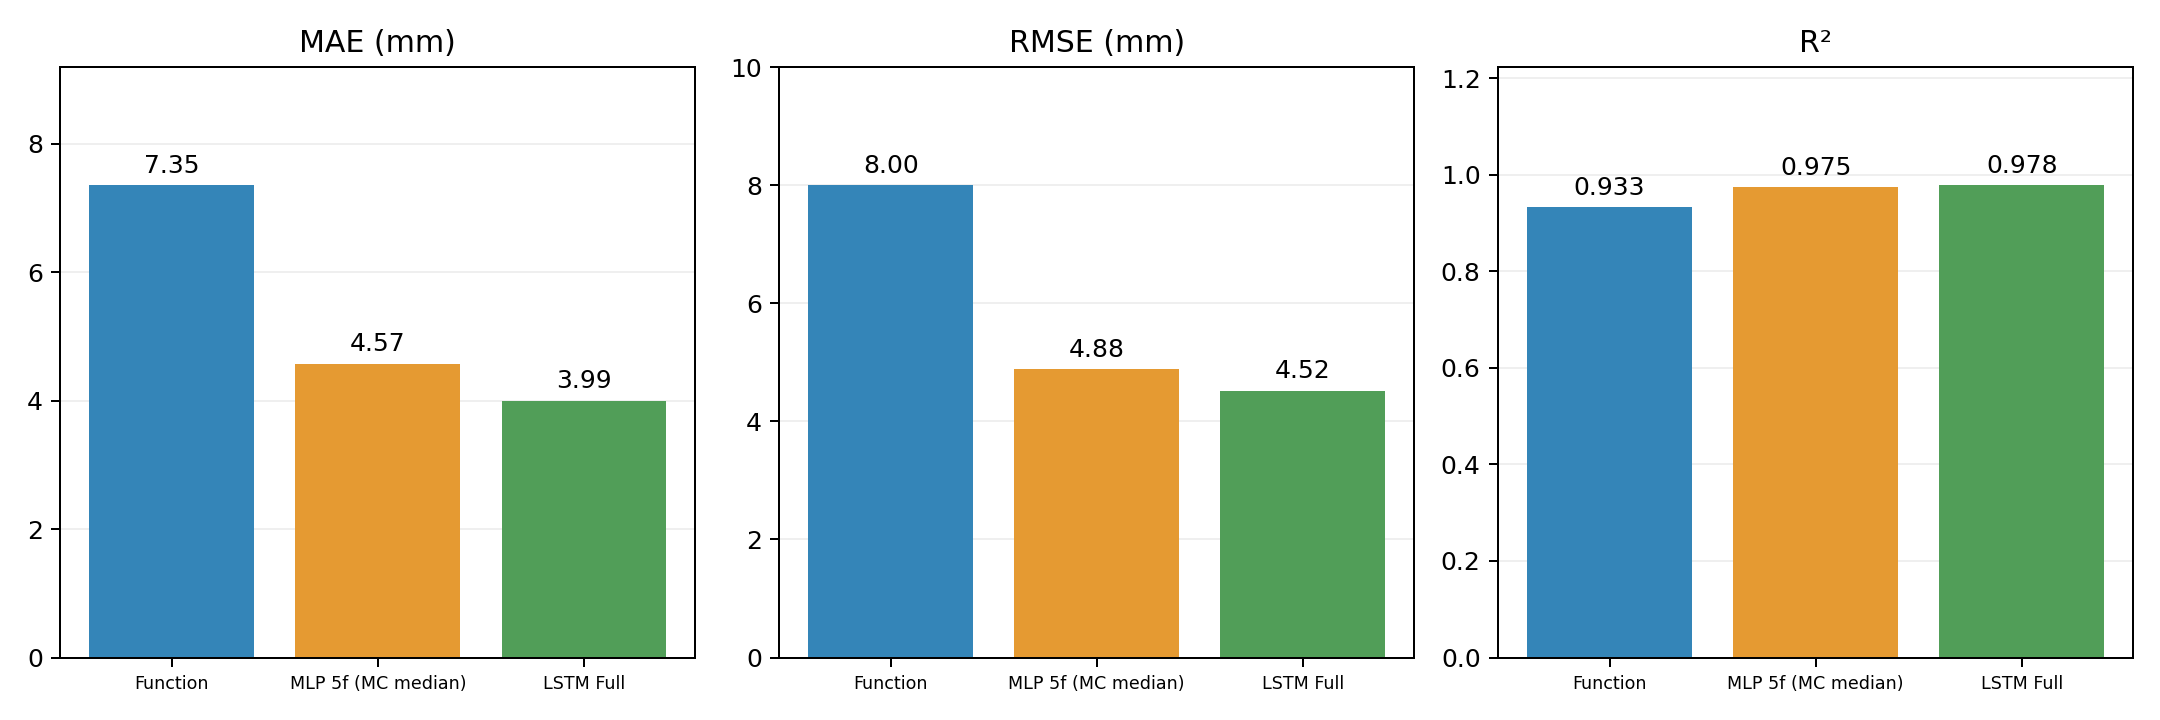 MAE (mm)
8
6
4
2
0
7.35
4.57
3.99
Function
MLP 5f (MC median)
LSTM Full
RMSE (mm)
10
8
6
4
2
0
8.00
4.88
4.52
Function
MLP 5f (MC median)
LSTM Full
R²
1.2
1.0
0.8
0.6
0.4
0.2
0.0
0.933
0.975
0.978
Function
MLP 5f (MC median)
LSTM Full